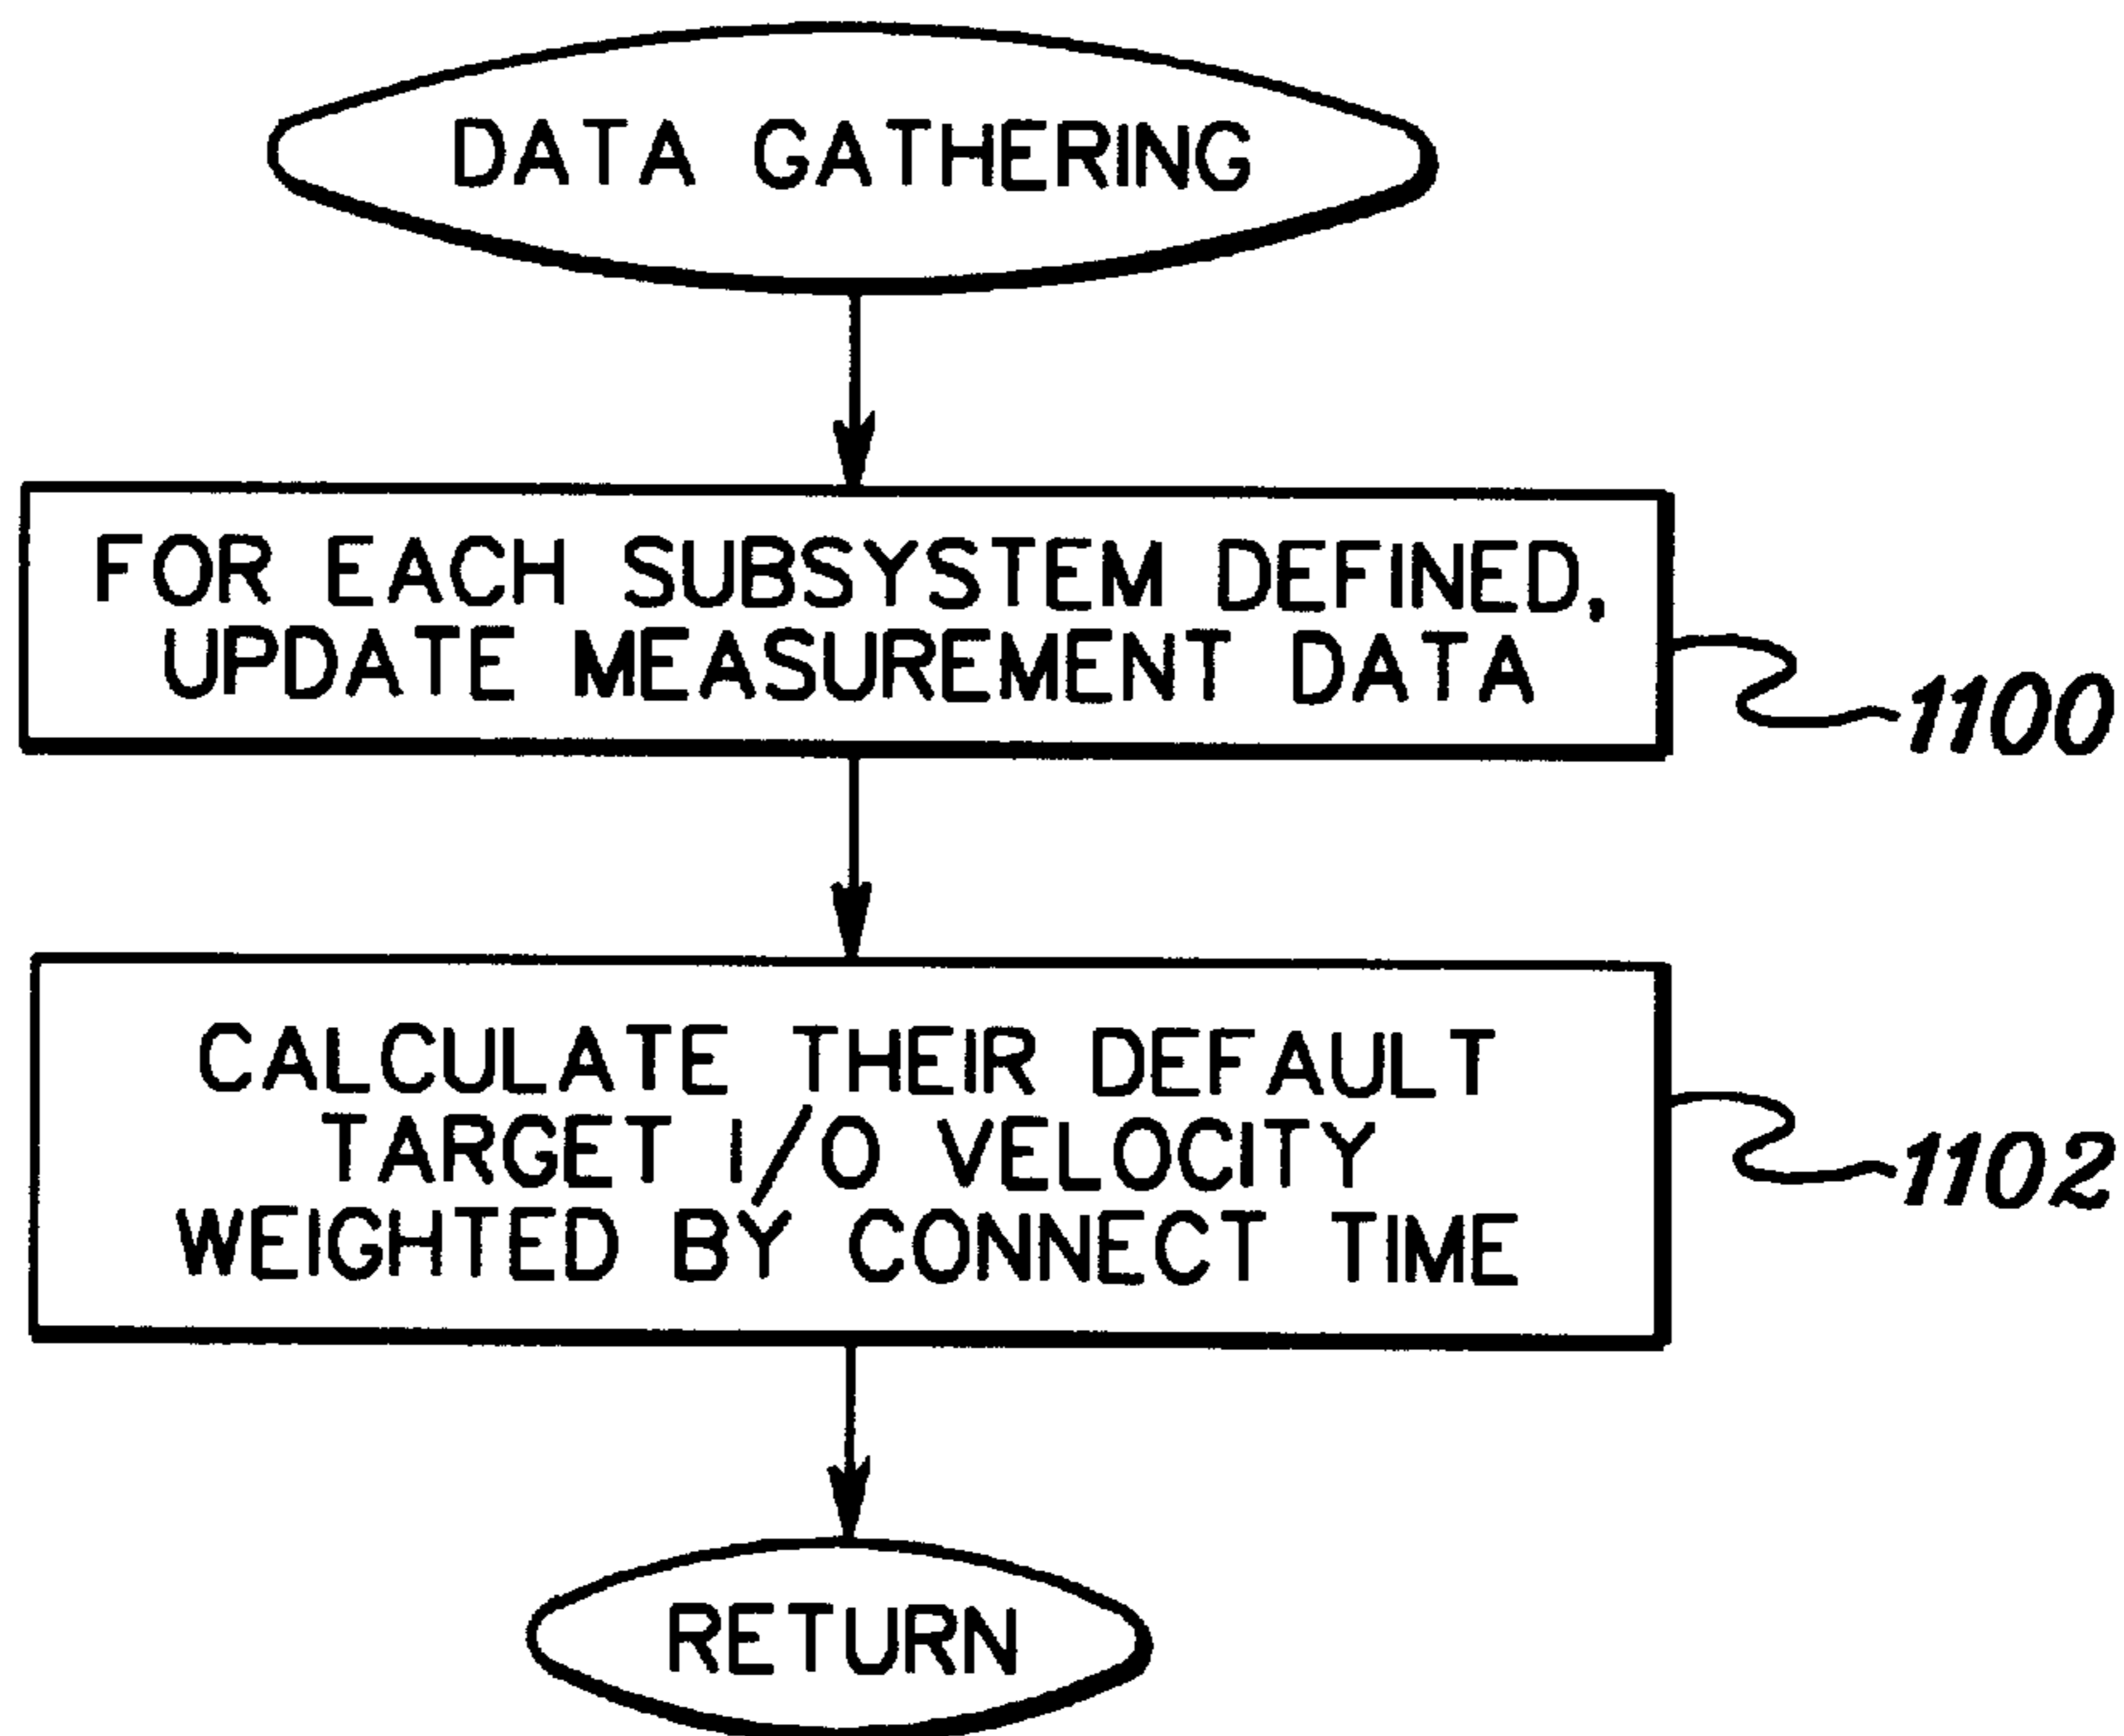 DATA GATHERING
FOR EACH SUBSYSTEM DEFINED,
UPDATE MEASUREMENT DATA
1100
CALCULATE THEIR DEFAULT
TARGET I/O VELOCITY
WEIGHTED BY CONNECT TIME
1102
RETURN